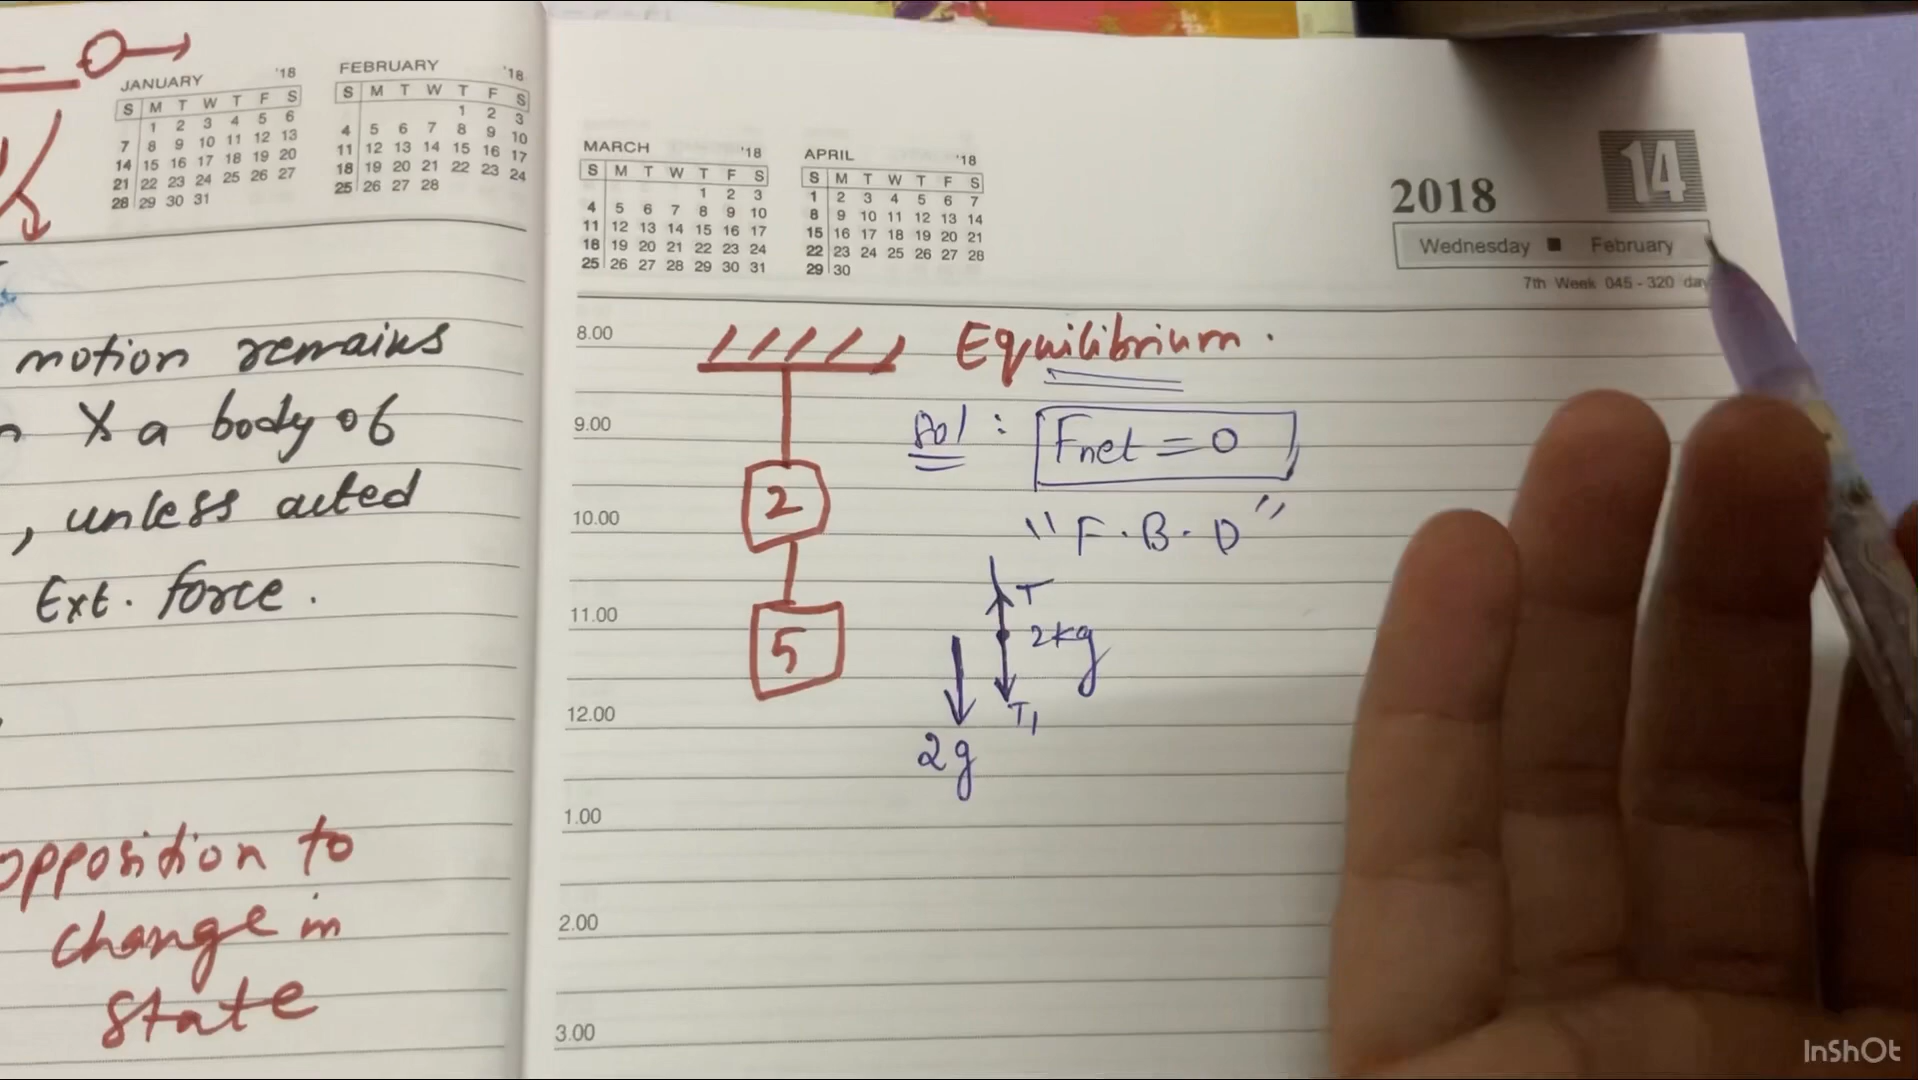 JANUARY '18
S M T W T F S
1 2 3 4 5 6
7 8 9 10 11 12 13
14 15 16 17 18 19 20
21 22 23 24 25 26 27
28 29 30 31
FEBRUARY '18
S M T W T F S
1 2 3
4 5 6 7 8 9 10
11 12 13 14 15 16 17
18 19 20 21 22 23 24
25 26 27 28
motion remains
X a body of
, unless acted
Ext. force.
opposition to
change in
state
MARCH '18
S M T W T F S
1 2 3
4 5 6 7 8 9 10
11 12 13 14 15 16 17
18 19 20 21 22 23 24
25 26 27 28 29 30 31
APRIL '18
S M T W T F S
1 2 3 4 5 6 7
8 9 10 11 12 13 14
15 16 17 18 19 20 21
22 23 24 25 26 27 28
29 30
2018 14
Wednesday ■ February
7th Week 045 - 320 day
8.00
Equilibrium.
9.00
Sol : Fnet = 0
2
10.00
"F.B.D"
T
11.00
2kg
5
12.00
T1
2g
1.00
2.00
3.00
InShOt